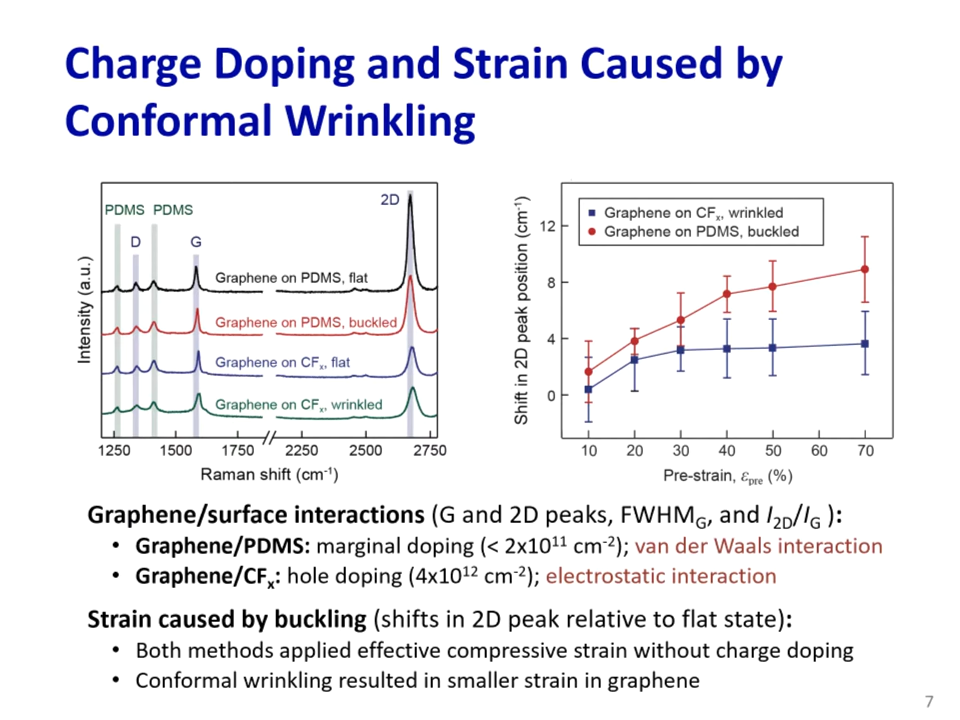 Charge Doping and Strain Caused by
Conformal Wrinkling
PDMS PDMS
D
G
2D
Graphene on PDMS, flat
Graphene on PDMS, buckled
Graphene on CFₓ, flat
Graphene on CFₓ, wrinkled
Intensity (a.u.)
1250 1500 1750 2250 2500 2750
Raman shift (cm⁻¹)
Graphene on CFₓ, wrinkled
Graphene on PDMS, buckled
Shift in 2D peak position (cm⁻¹)
12
8
4
0
10 20 30 40 50 60 70
Pre-strain, εpre (%)
Graphene/surface interactions (G and 2D peaks, FWHM_G, and I₂D/I_G ):
• Graphene/PDMS: marginal doping (< 2x10¹¹ cm⁻²); van der Waals interaction
• Graphene/CFₓ: hole doping (4x10¹² cm⁻²); electrostatic interaction
Strain caused by buckling (shifts in 2D peak relative to flat state):
• Both methods applied effective compressive strain without charge doping
• Conformal wrinkling resulted in smaller strain in graphene
7